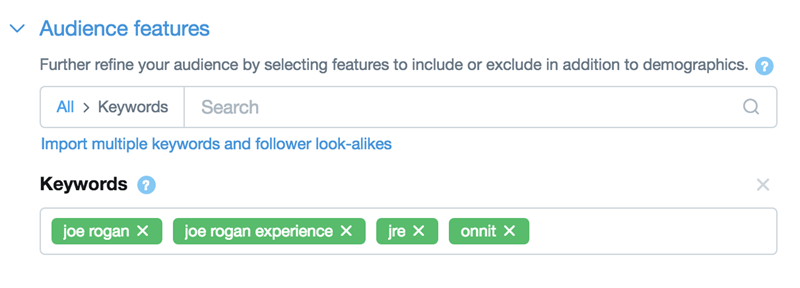 Audience features
Further refine your audience by selecting features to include or exclude in addition to demographics. ?
All > Keywords Search
Import multiple keywords and follower look-alikes
Keywords ?
joe rogan × joe rogan experience × jre × onnit ×